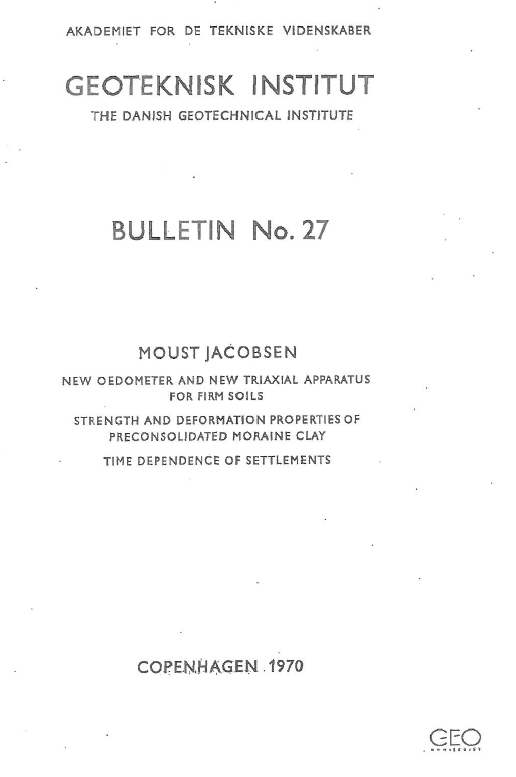 AKADEMIET FOR DE TEKNISKE VIDENSKABER
GEOTEKNISK INSTITUT
THE DANISH GEOTECHNICAL INSTITUTE
BULLETIN No. 27
MOUST JACOBSEN
NEW OEDOMETER AND NEW TRIAXIAL APPARATUS
FOR FIRM SOILS
STRENGTH AND DEFORMATION PROPERTIES OF
PRECONSOLIDATED MORAINE CLAY
TIME DEPENDENCE OF SETTLEMENTS
COPENHAGEN 1970
GEO